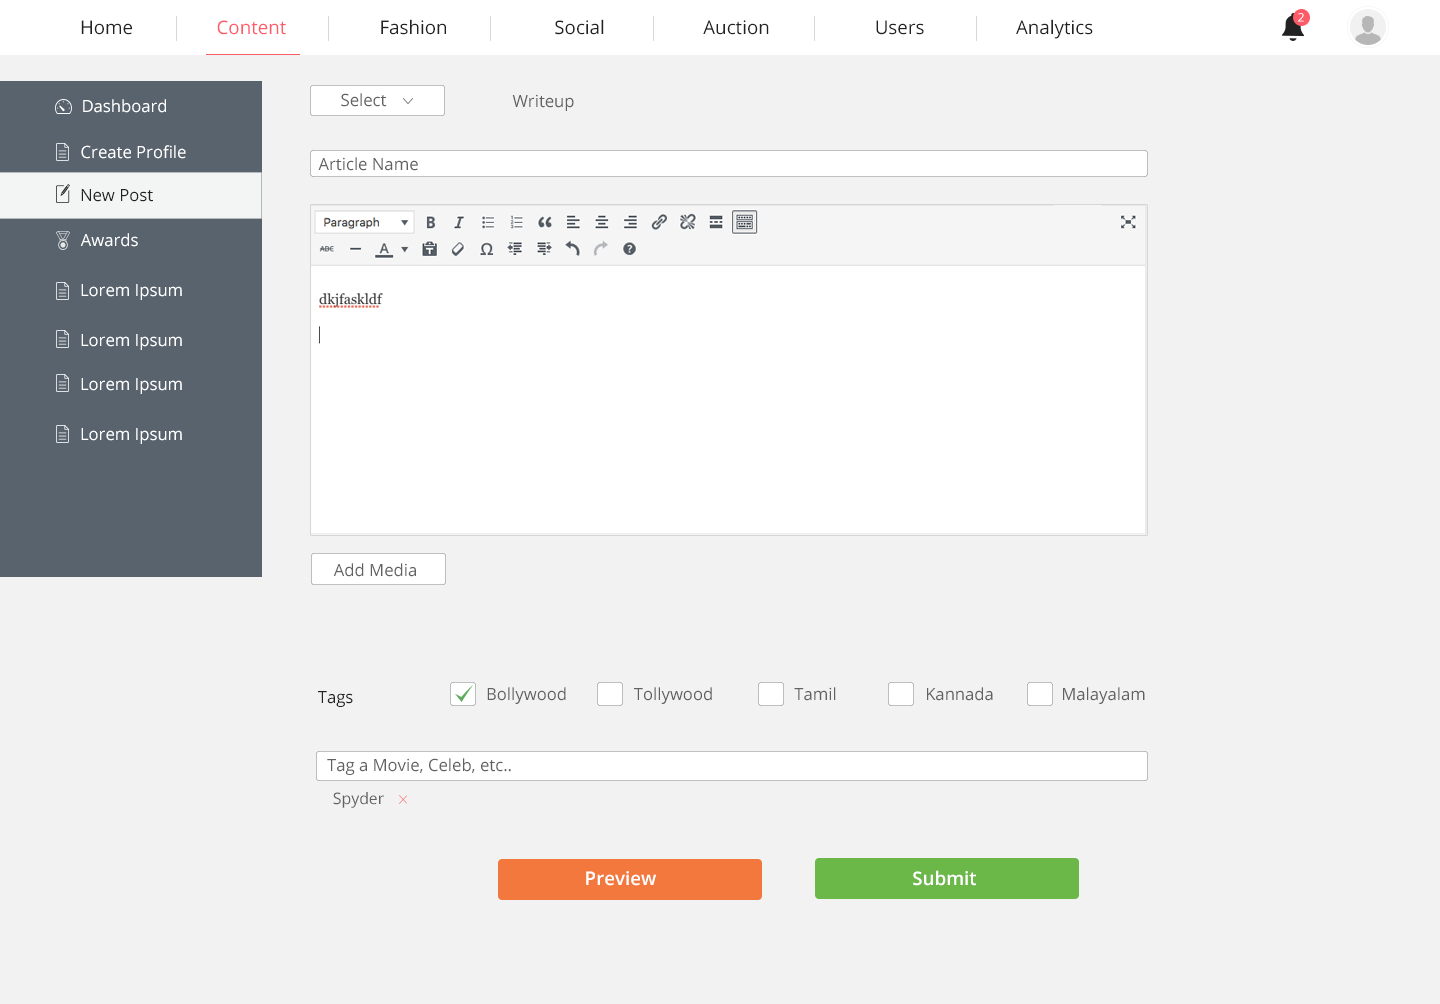 Home Content Fashion Social Auction Users Analytics 2
Dashboard
Create Profile
New Post
Awards
Lorem Ipsum
Lorem Ipsum
Lorem Ipsum
Lorem Ipsum
Select Writeup
Article Name
Paragraph B I
ABC A Ω ?
dkjfaskldf
Add Media
Tags Bollywood Tollywood Tamil Kannada Malayalam
Tag a Movie, Celeb, etc..
Spyder x
Preview Submit